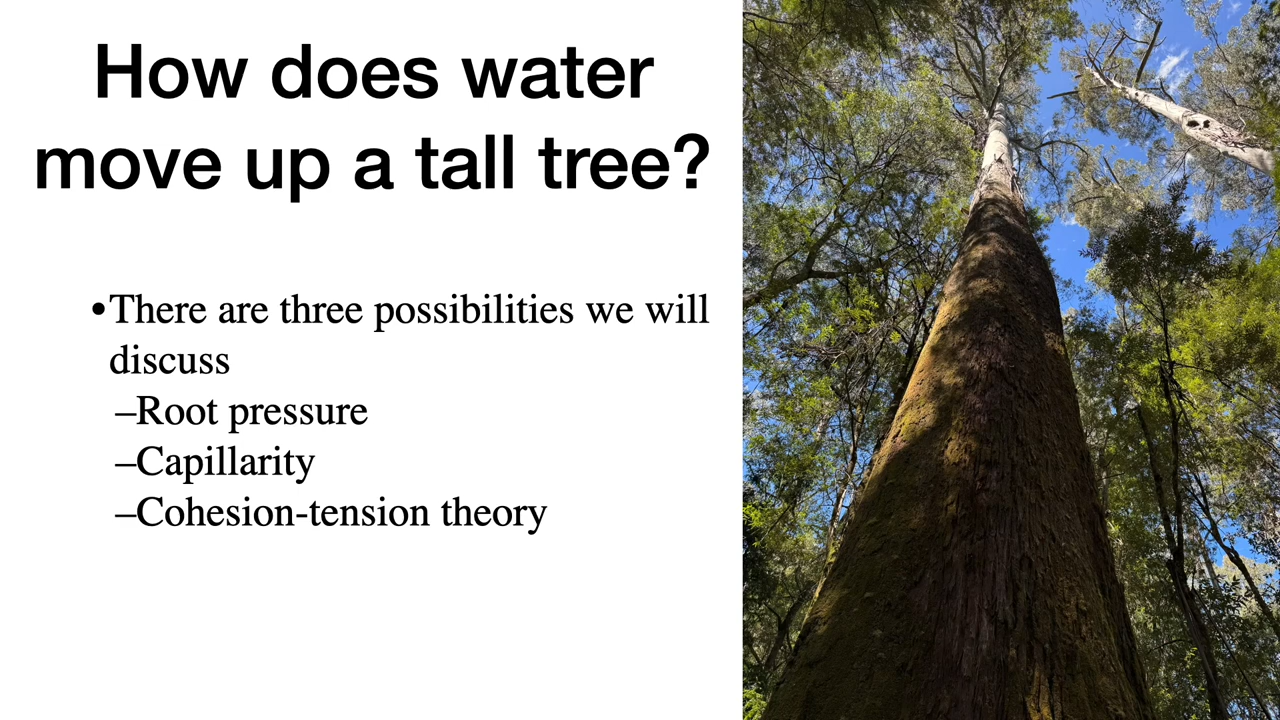 How does water
move up a tall tree?
•There are three possibilities we will
discuss
–Root pressure
–Capillarity
–Cohesion-tension theory